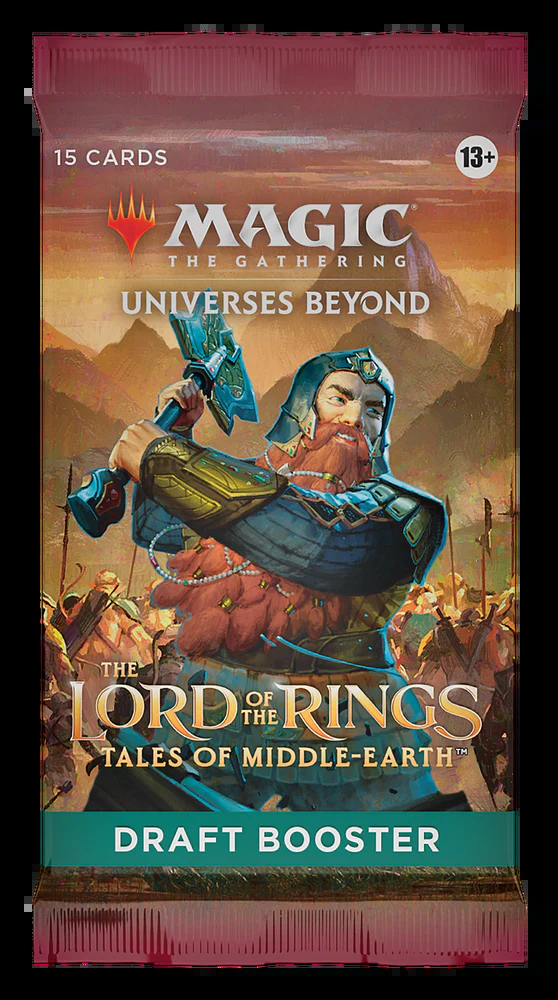 15 CARDS
13+
MAGIC®
THE GATHERING
UNIVERSES BEYOND
THE
LORD OF THE RINGS
TALES OF MIDDLE-EARTH™
DRAFT BOOSTER